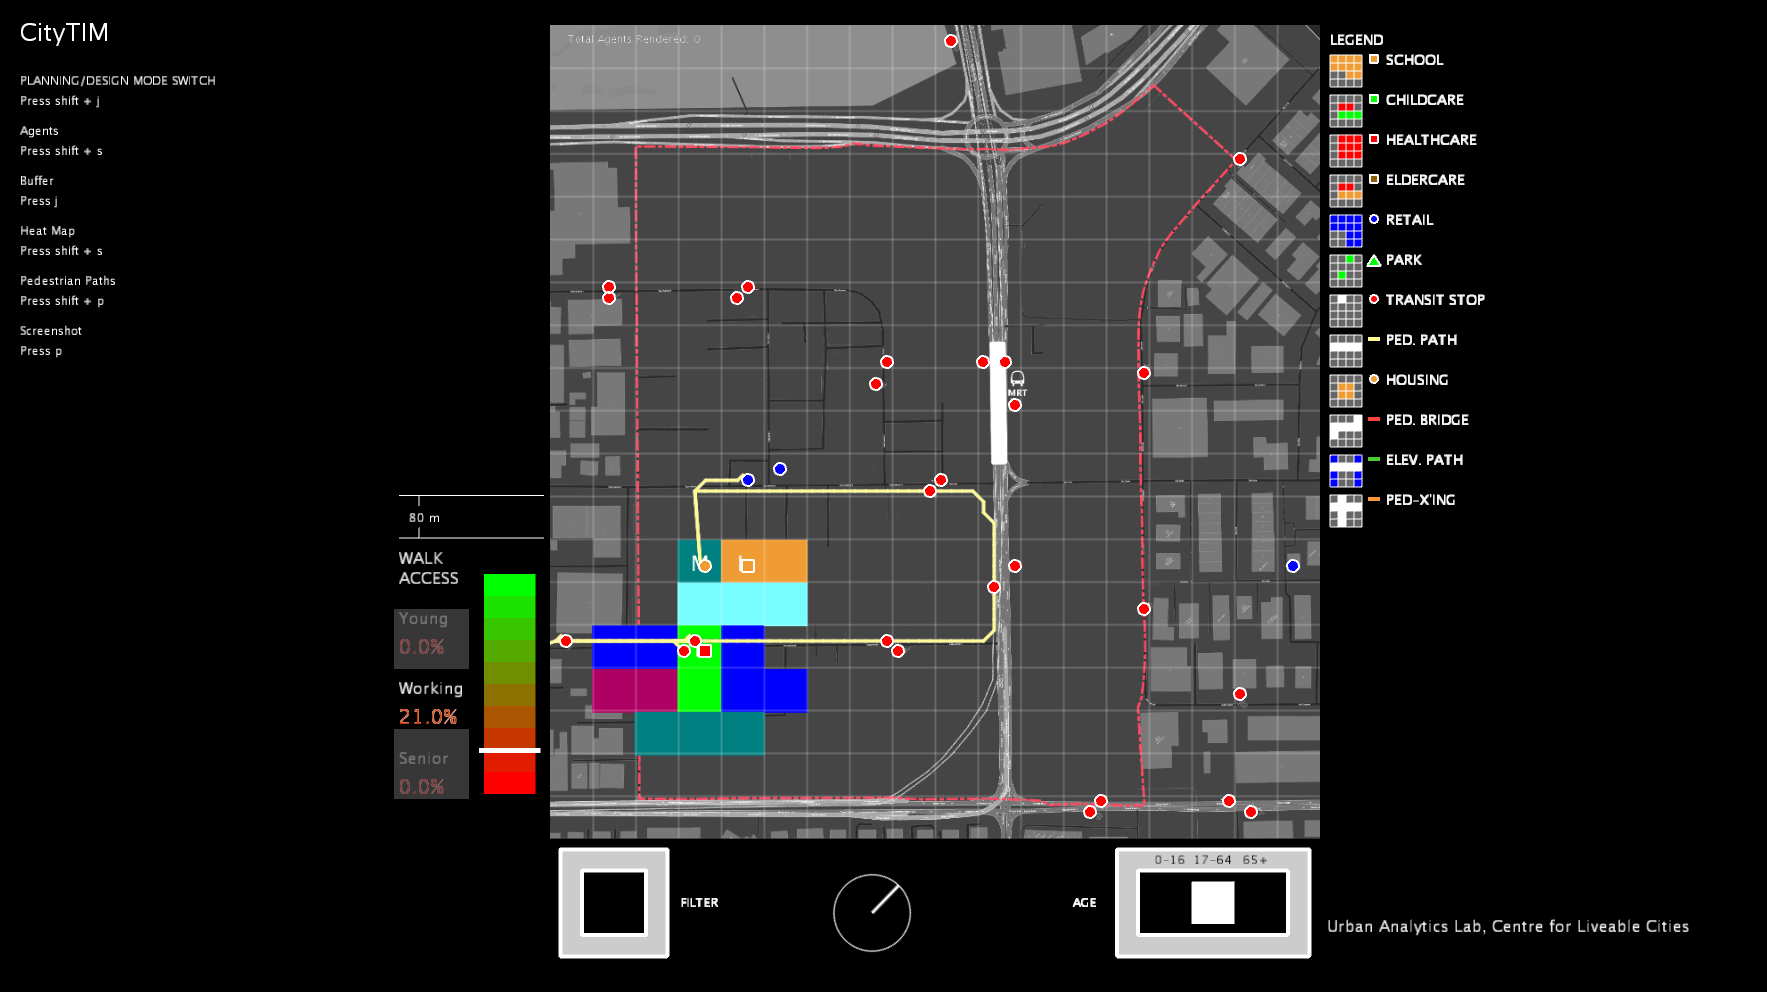 CityTIM
PLANNING/DESIGN MODE SWITCH
Press shift + j
Agents
Press shift + s
Buffer
Press j
Heat Map
Press shift + s
Pedestrian Paths
Press shift + p
Screenshot
Press p
80 m
WALK
ACCESS
Young
0.0%
Working
21.0%
Senior
0.0%
Total Agents Rendered: 0
MRT
M
L
LEGEND
SCHOOL
CHILDCARE
HEALTHCARE
ELDERCARE
RETAIL
PARK
TRANSIT STOP
PED. PATH
HOUSING
PED. BRIDGE
ELEV. PATH
PED-X'ING
FILTER
AGE
0-16 17-64 65+
Urban Analytics Lab, Centre for Liveable Cities